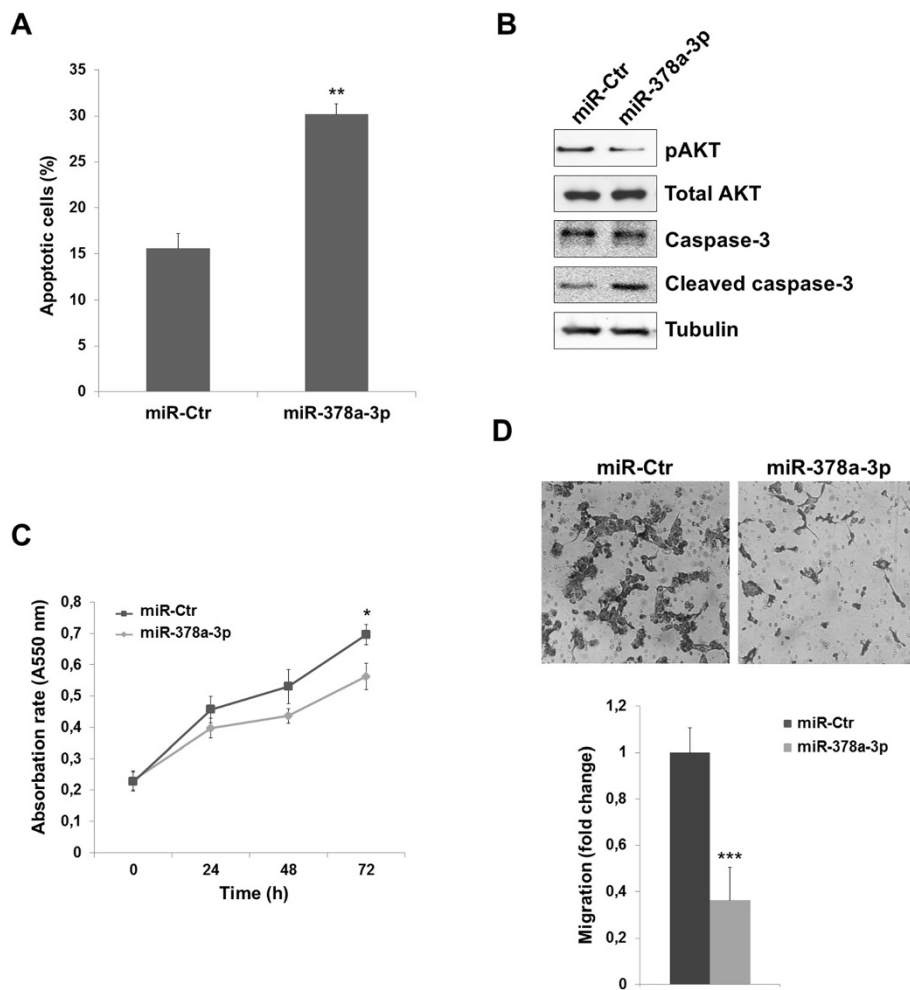 A
35
30
25
20
15
10
5
0
Apoptotic cells (%)
**
miR-Ctr
miR-378a-3p
B
miR-Ctr
miR-378a-3p
pAKT
Total AKT
Caspase-3
Cleaved caspase-3
Tubulin
C
0,8
0,7
0,6
0,5
0,4
0,3
0,2
0,1
0
Absorbation rate (A550 nm)
miR-Ctr
miR-378a-3p
*
0
24
48
72
Time (h)
D
miR-Ctr
miR-378a-3p
1,2
1
0,8
0,6
0,4
0,2
0
Migration (fold change)
miR-Ctr
miR-378a-3p
***